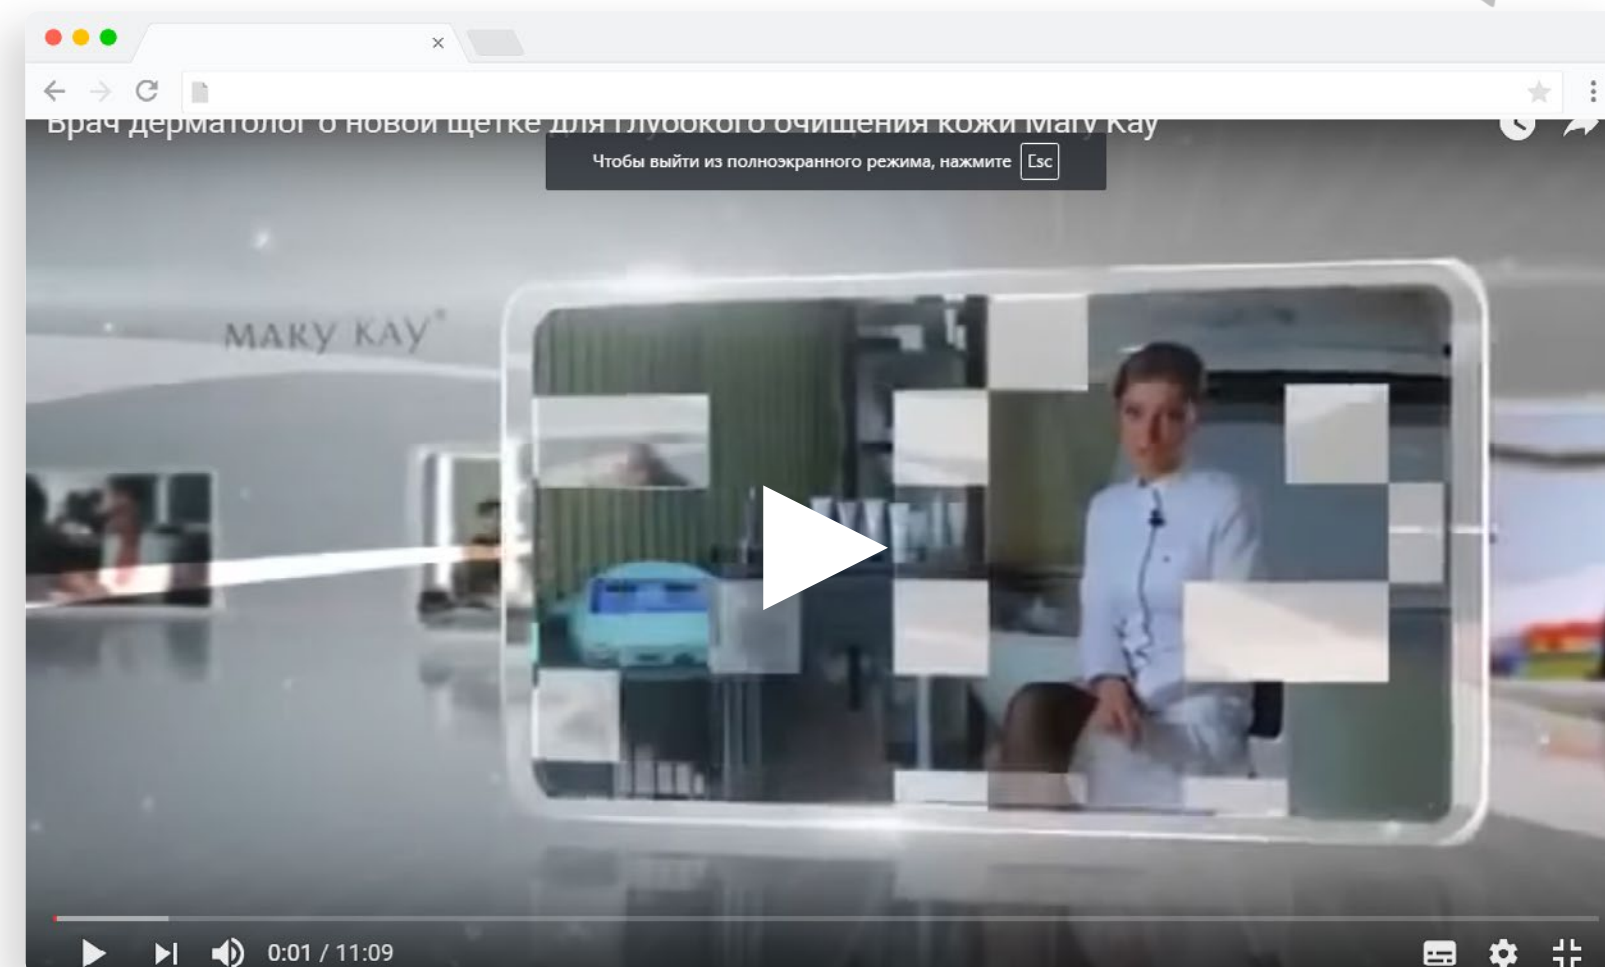 Врач дерматолог о новой щетке для глубокого очищения кожи Mary Kay
Чтобы выйти из полноэкранного режима, нажмите Esc
MARY KAY®
0:01 / 11:09